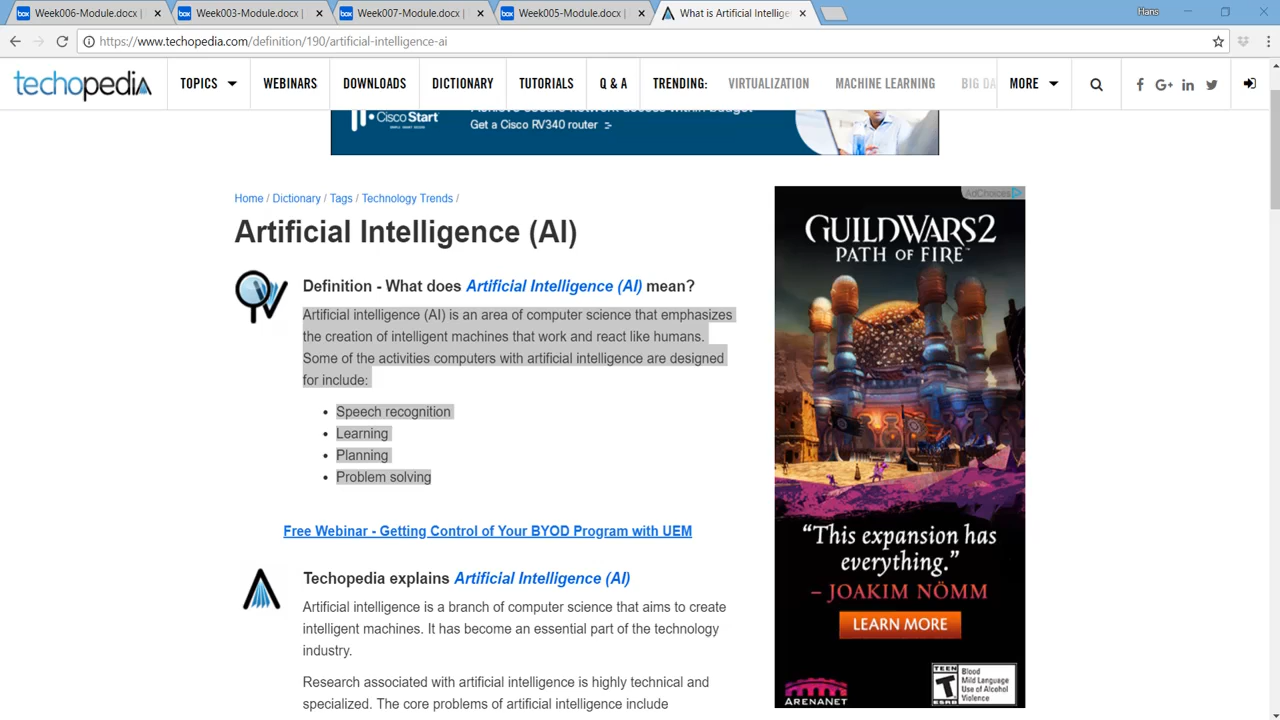 Week006-Module.docx |
Week003-Module.docx |
Week007-Module.docx |
Week005-Module.docx |
What is Artificial Intellige
Hans
https://www.techopedia.com/definition/190/artificial-intelligence-ai
techopedia
TOPICS
WEBINARS
DOWNLOADS
DICTIONARY
TUTORIALS
Q & A
TRENDING:
VIRTUALIZATION
MACHINE LEARNING
BIG DA
MORE
Cisco Start
Get a Cisco RV340 router
Home / Dictionary / Tags / Technology Trends /
Artificial Intelligence (AI)
Definition - What does Artificial Intelligence (AI) mean?
Artificial intelligence (AI) is an area of computer science that emphasizes
the creation of intelligent machines that work and react like humans.
Some of the activities computers with artificial intelligence are designed
for include:
• Speech recognition
• Learning
• Planning
• Problem solving
Free Webinar - Getting Control of Your BYOD Program with UEM
Techopedia explains Artificial Intelligence (AI)
Artificial intelligence is a branch of computer science that aims to create
intelligent machines. It has become an essential part of the technology
industry.
Research associated with artificial intelligence is highly technical and
specialized. The core problems of artificial intelligence include
AdChoices
GUILDWARS2
PATH OF FIRE™
“This expansion has
everything.”
– JOAKIM NÖMM
LEARN MORE
ARENANET
TEEN
T
ESRB
Blood
Mild Language
Use of Alcohol
Violence